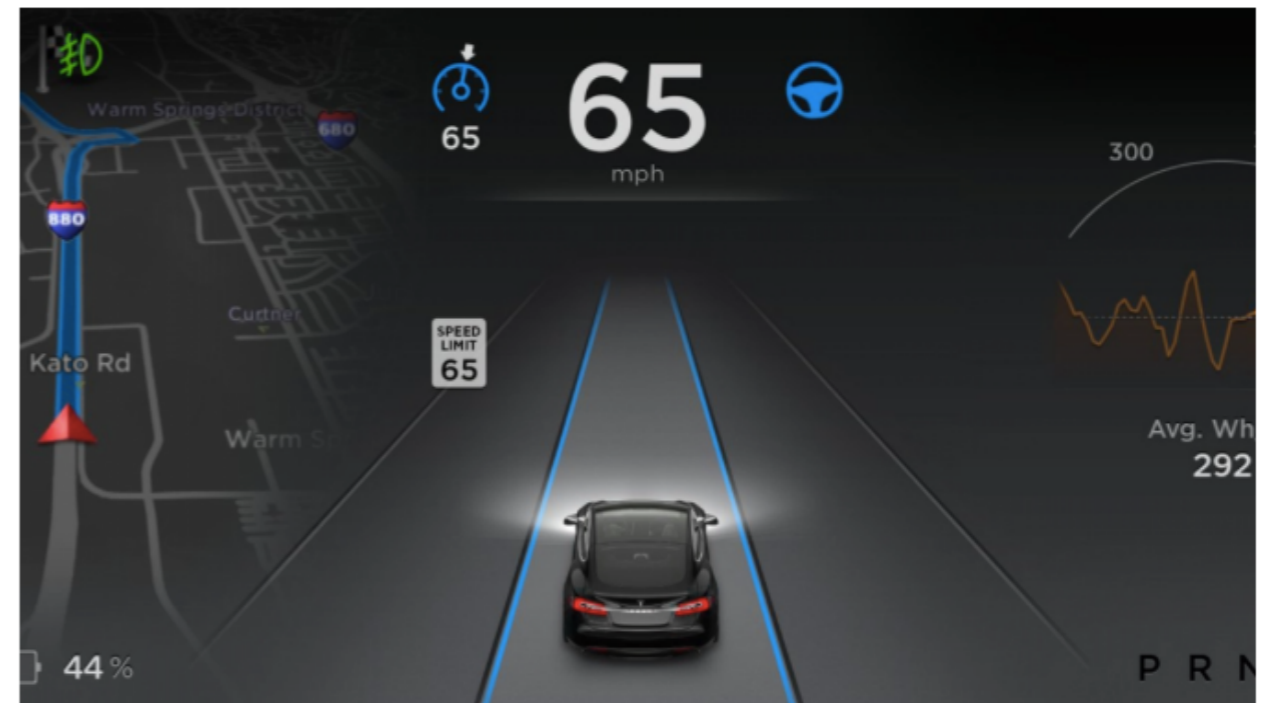 Warm Springs District
680
880
Curtner
Kato Rd
Warm S
44 %
65
65
mph
SPEED
LIMIT
65
300
Avg. Wh
292
P R N